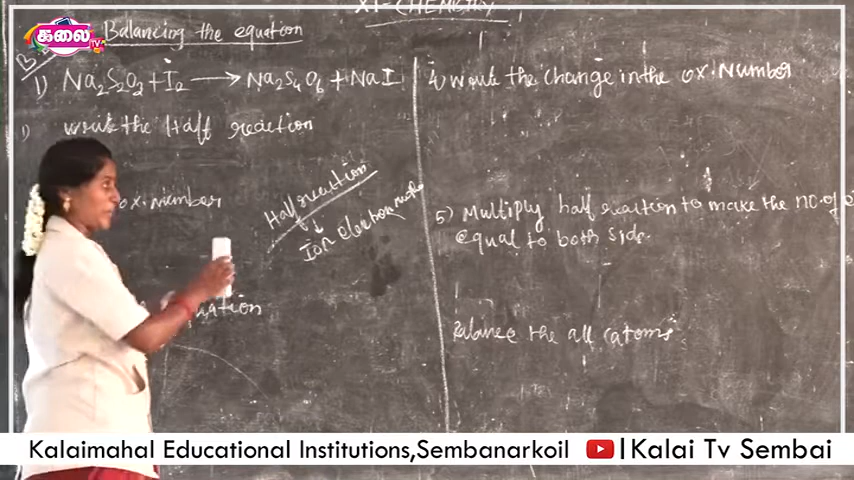 XI-CHEMISTRY
கலை TV
Balancing the equation
1) Na2S2O3 + I2 → Na2S4O6 + NaI
1) write the Half reaction
ox. Number
Half reaction
↓
Ion electron
4) write the change in the ox. Number
5) Multiply half reaction to make the no. of
equal to both side.
Balance the all atoms
Kalaimahal Educational Institutions,Sembanarkoil
|Kalai Tv Sembai